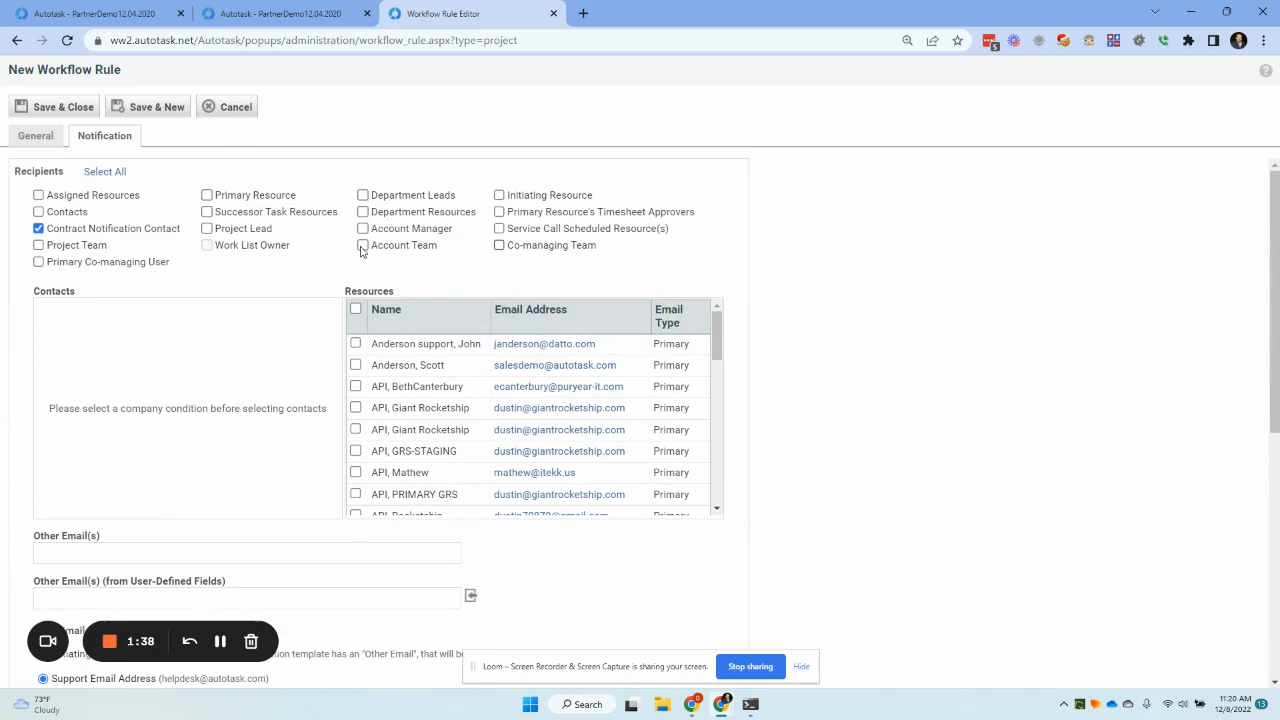 Autotask - PartnerDemo12.04.2020
Autotask - PartnerDemo12.04.2020
Workflow Rule Editor
ww2.autotask.net/Autotask/popups/administration/workflow_rule.aspx?type=project
New Workflow Rule
Save & Close
Save & New
Cancel
General
Notification
Recipients Select All
Assigned Resources Primary Resource Department Leads Initiating Resource
Contacts Successor Task Resources Department Resources Primary Resource's Timesheet Approvers
Contract Notification Contact Project Lead Account Manager Service Call Scheduled Resource(s)
Project Team Work List Owner Account Team Co-managing Team
Primary Co-managing User
Contacts
Please select a company condition before selecting contacts
Resources
Name Email Address Email Type
Anderson support, John janderson@datto.com Primary
Anderson, Scott salesdemo@autotask.com Primary
API, BethCanterbury ecanterbury@puryear-it.com Primary
API, Giant Rocketship dustin@giantrocketship.com Primary
API, Giant Rocketship dustin@giantrocketship.com Primary
API, GRS-STAGING dustin@giantrocketship.com Primary
API, Mathew mathew@itekk.us Primary
API, PRIMARY GRS dustin@giantrocketship.com Primary
Other Email(s)
Other Email(s) (from User-Defined Fields)
1:38
template has an "Other Email", that will be
Loom – Screen Recorder & Screen Capture is sharing your screen.
Stop sharing
Hide
Support Email Address (helpdesk@autotask.com)
73°F
Cloudy
Search
11:20 AM
12/8/2022